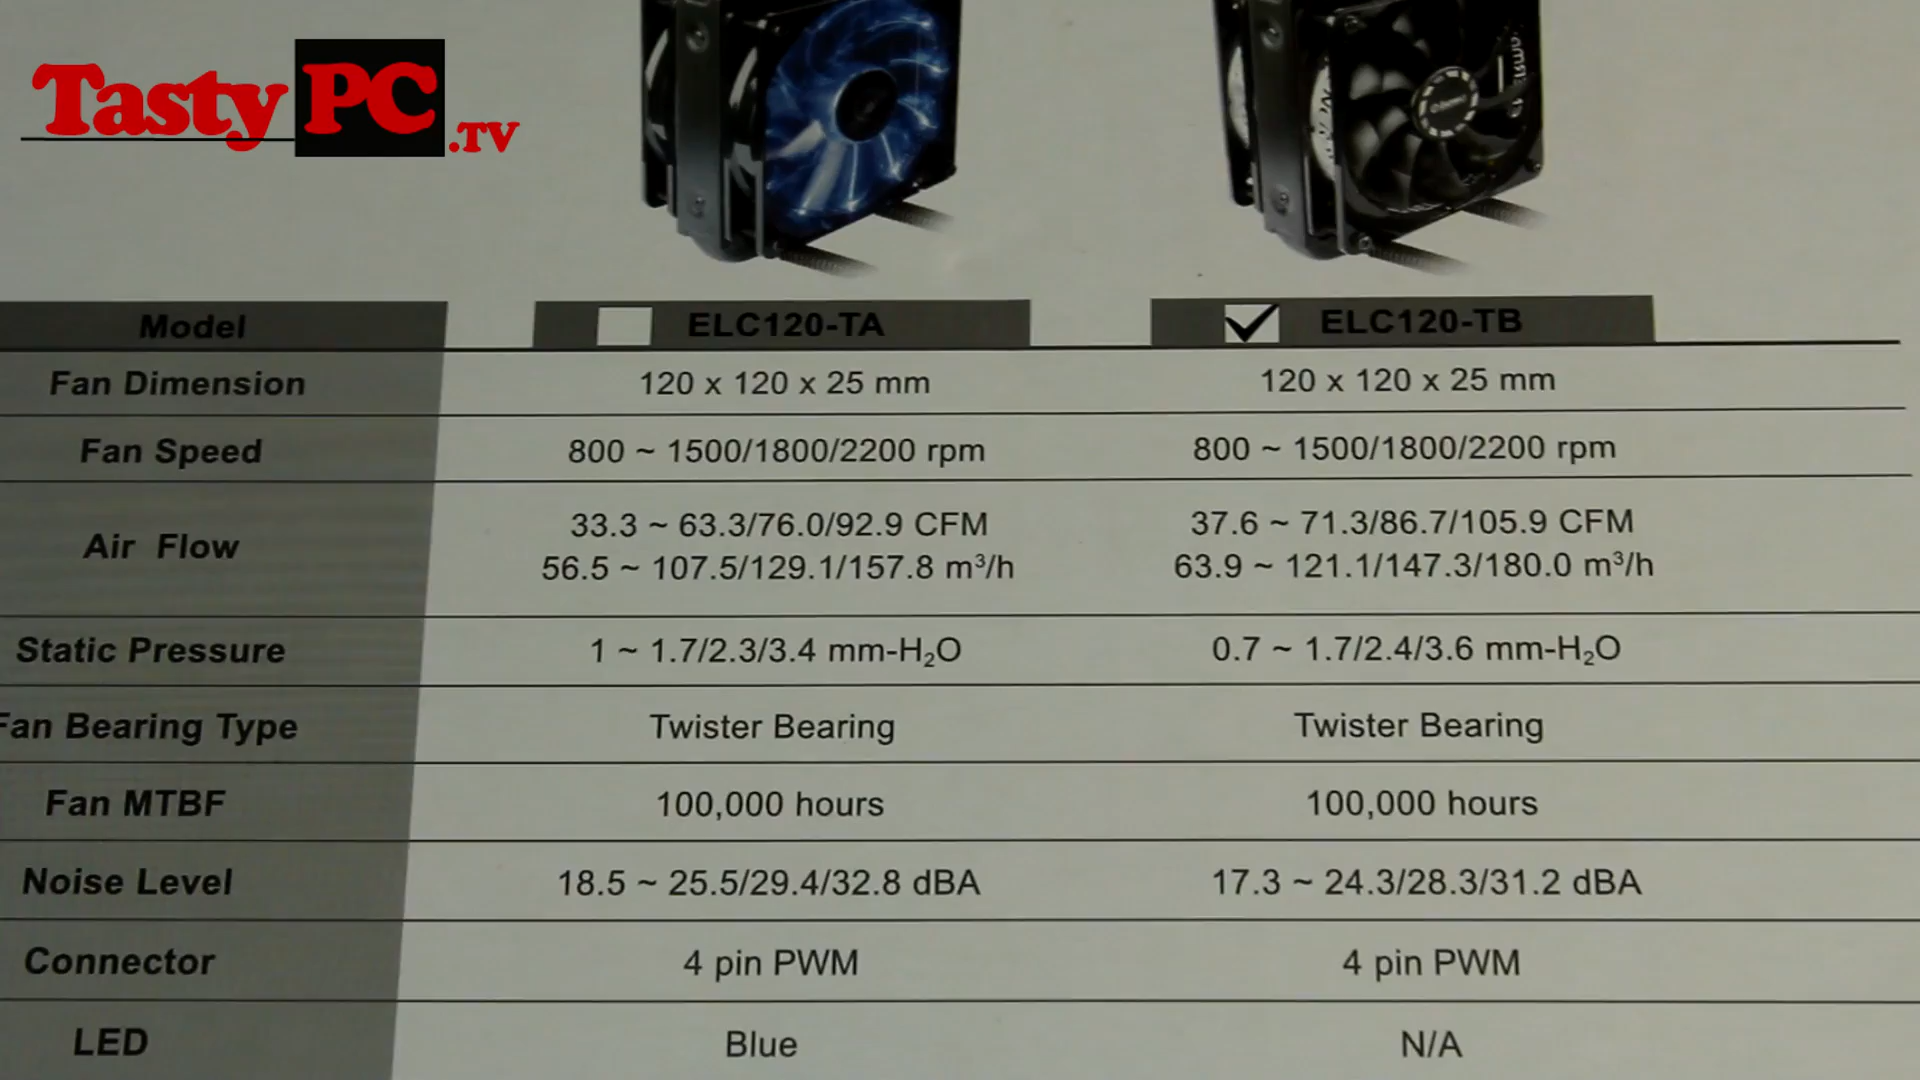 Tasty PC .TV
Model ELC120-TA ELC120-TB
Fan Dimension 120 x 120 x 25 mm 120 x 120 x 25 mm
Fan Speed 800 ~ 1500/1800/2200 rpm 800 ~ 1500/1800/2200 rpm
Air Flow 33.3 ~ 63.3/76.0/92.9 CFM 37.6 ~ 71.3/86.7/105.9 CFM
56.5 ~ 107.5/129.1/157.8 m³/h 63.9 ~ 121.1/147.3/180.0 m³/h
Static Pressure 1 ~ 1.7/2.3/3.4 mm-H₂O 0.7 ~ 1.7/2.4/3.6 mm-H₂O
Fan Bearing Type Twister Bearing Twister Bearing
Fan MTBF 100,000 hours 100,000 hours
Noise Level 18.5 ~ 25.5/29.4/32.8 dBA 17.3 ~ 24.3/28.3/31.2 dBA
Connector 4 pin PWM 4 pin PWM
LED Blue N/A